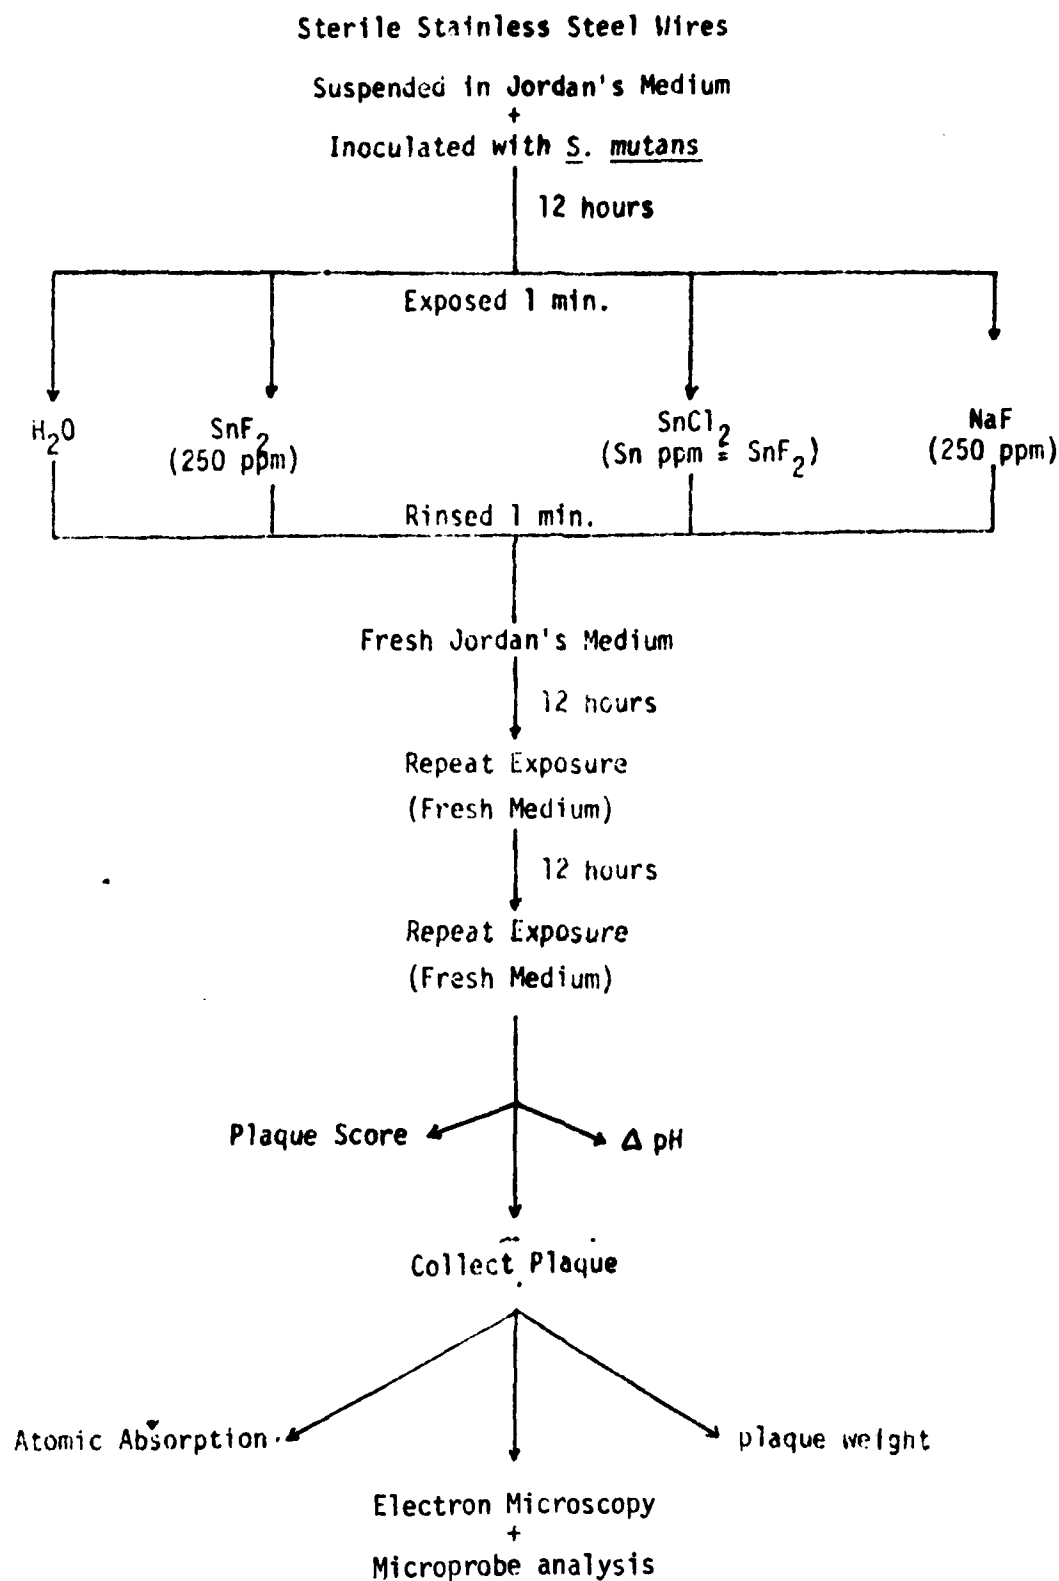 Sterile Stainless Steel Wires
Suspended in Jordan's Medium
+
Inoculated with S. mutans
12 hours
Exposed 1 min.
H2O
SnF2
(250 ppm)
SnCl2
(Sn ppm = SnF2)
NaF
(250 ppm)
Rinsed 1 min.
Fresh Jordan's Medium
12 hours
Repeat Exposure
(Fresh Medium)
12 hours
Repeat Exposure
(Fresh Medium)
Plaque Score
Δ pH
Collect Plaque
Atomic Absorption
plaque weight
Electron Microscopy
+
Microprobe analysis